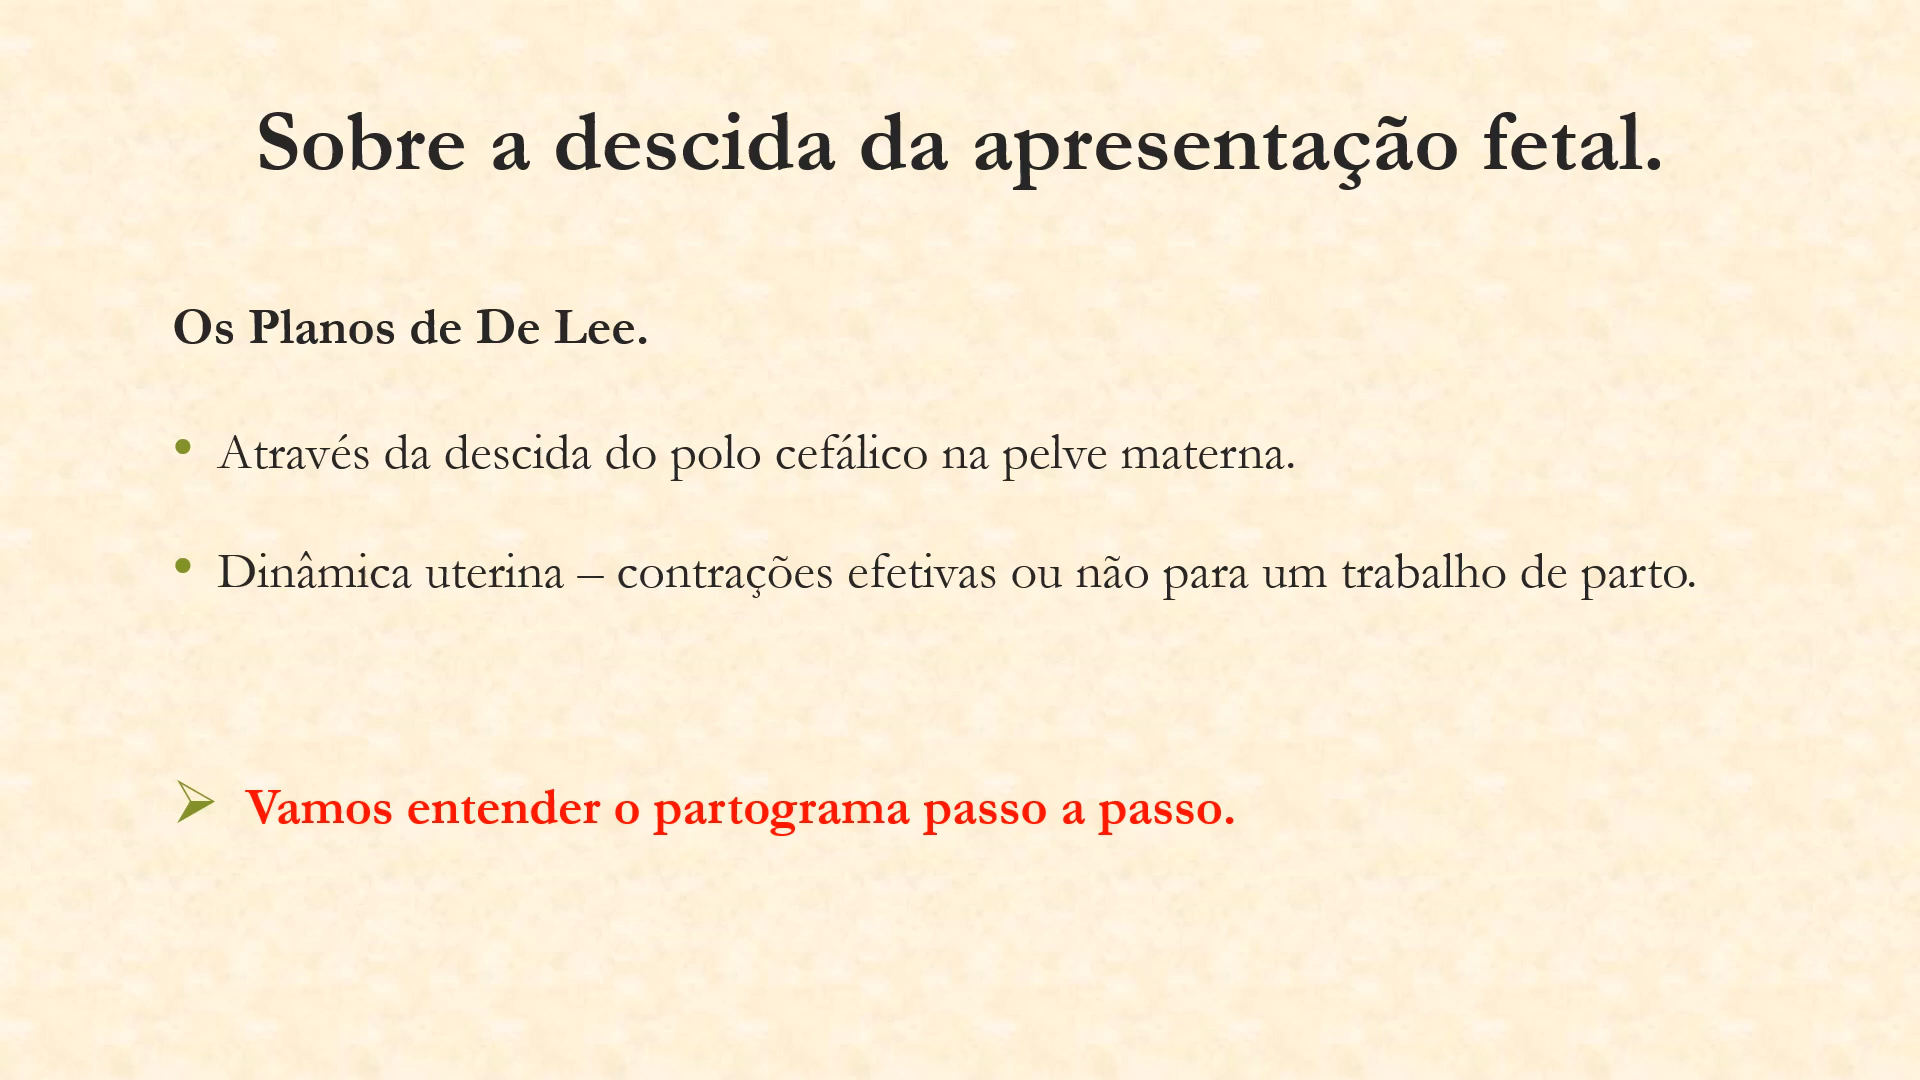 Sobre a descida da apresentação fetal.
Os Planos de De Lee.
• Através da descida do polo cefálico na pelve materna.
• Dinâmica uterina – contrações efetivas ou não para um trabalho de parto.
➢ Vamos entender o partograma passo a passo.